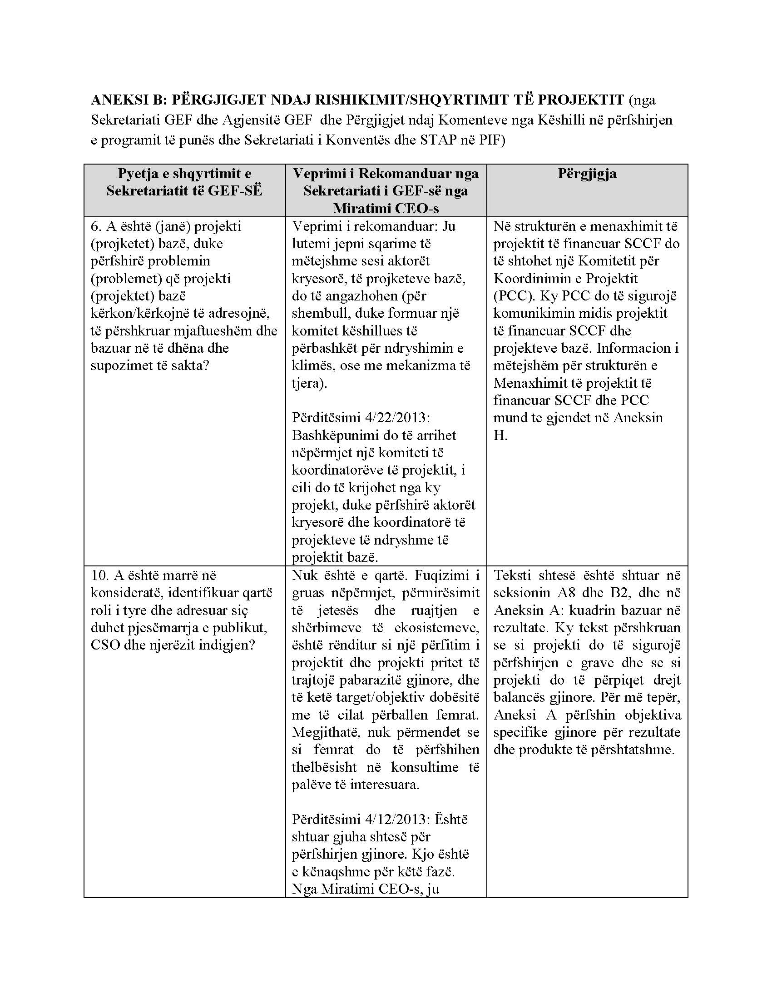 ANEKSI B: PËRGJIGJET NDAJ RISHIKIMIT/SHQYRTIMIT TË PROJEKTIT (nga
Sekretariati GEF dhe Agjensitë GEF  dhe Përgjigjet ndaj Komenteve nga Këshilli në përfshirjen
e programit të punës dhe Sekretariati i Konventës dhe STAP në PIF)
Pyetja e shqyrtimit e
Sekretariatit të GEF-SË
Veprimi i Rekomanduar nga
Sekretariati i GEF-së nga
Miratimi CEO-s
Përgjigja
6. A është (janë) projekti
(projketet) bazë, duke
përfshirë problemin
(problemet) që projekti
(projektet) bazë
kërkon/kërkojnë të adresojnë,
të përshkruar mjaftueshëm dhe
bazuar në të dhëna dhe
supozimet të sakta?
Veprimi i rekomanduar: Ju
lutemi jepni sqarime të
mëtejshme sesi aktorët
kryesorë, të projketeve bazë,
do të angazhohen (për
shembull, duke formuar një
komitet këshillues të
përbashkët për ndryshimin e
klimës, ose me mekanizma të
tjera).
Përditësimi 4/22/2013:
Bashkëpunimi do të arrihet
nëpërmjet një komiteti të
koordinatorëve të projektit, i
cili do të krijohet nga ky
projekt, duke përfshirë aktorët
kryesorë dhe koordinatorë të
projekteve të ndryshme të
projektit bazë.
Në strukturën e menaxhimit të
projektit të financuar SCCF do
të shtohet një Komitetit për
Koordinimin e Projektit
(PCC). Ky PCC do të sigurojë
komunikimin midis projektit
të financuar SCCF dhe
projekteve bazë. Informacion i
mëtejshëm për strukturën e
Menaxhimit të projektit të
financuar SCCF dhe PCC
mund te gjendet në Aneksin
H.
10. A është marrë në
konsideratë, identifikuar qartë
roli i tyre dhe adresuar siç
duhet pjesëmarrja e publikut,
CSO dhe njerëzit indigjen?
Nuk është e qartë. Fuqizimi i
gruas nëpërmjet, përmirësimit
të jetesës dhe ruajtjen e
shërbimeve të ekosistemeve,
është rënditur si një përfitim i
projektit dhe projekti pritet të
trajtojë pabarazitë gjinore, dhe
të ketë target/objektiv dobësitë
me të cilat përballen femrat.
Megjithatë, nuk përmendet se
si femrat do të përfshihen
thelbësisht në konsultime të
palëve të interesuara.
Përditësimi 4/12/2013: Është
shtuar gjuha shtesë për
përfshirjen gjinore. Kjo është
e kënaqshme për këtë fazë.
Nga Miratimi CEO-s, ju
Teksti shtesë është shtuar në
seksionin A8 dhe B2, dhe në
Aneksin A: kuadrin bazuar në
rezultate. Ky tekst përshkruan
se si projekti do të sigurojë
përfshirjen e grave dhe se si
projekti do të përpiqet drejt
balancës gjinore. Për më tepër,
Aneksi A përfshin objektiva
specifike gjinore për rezultate
dhe produkte të përshtatshme.